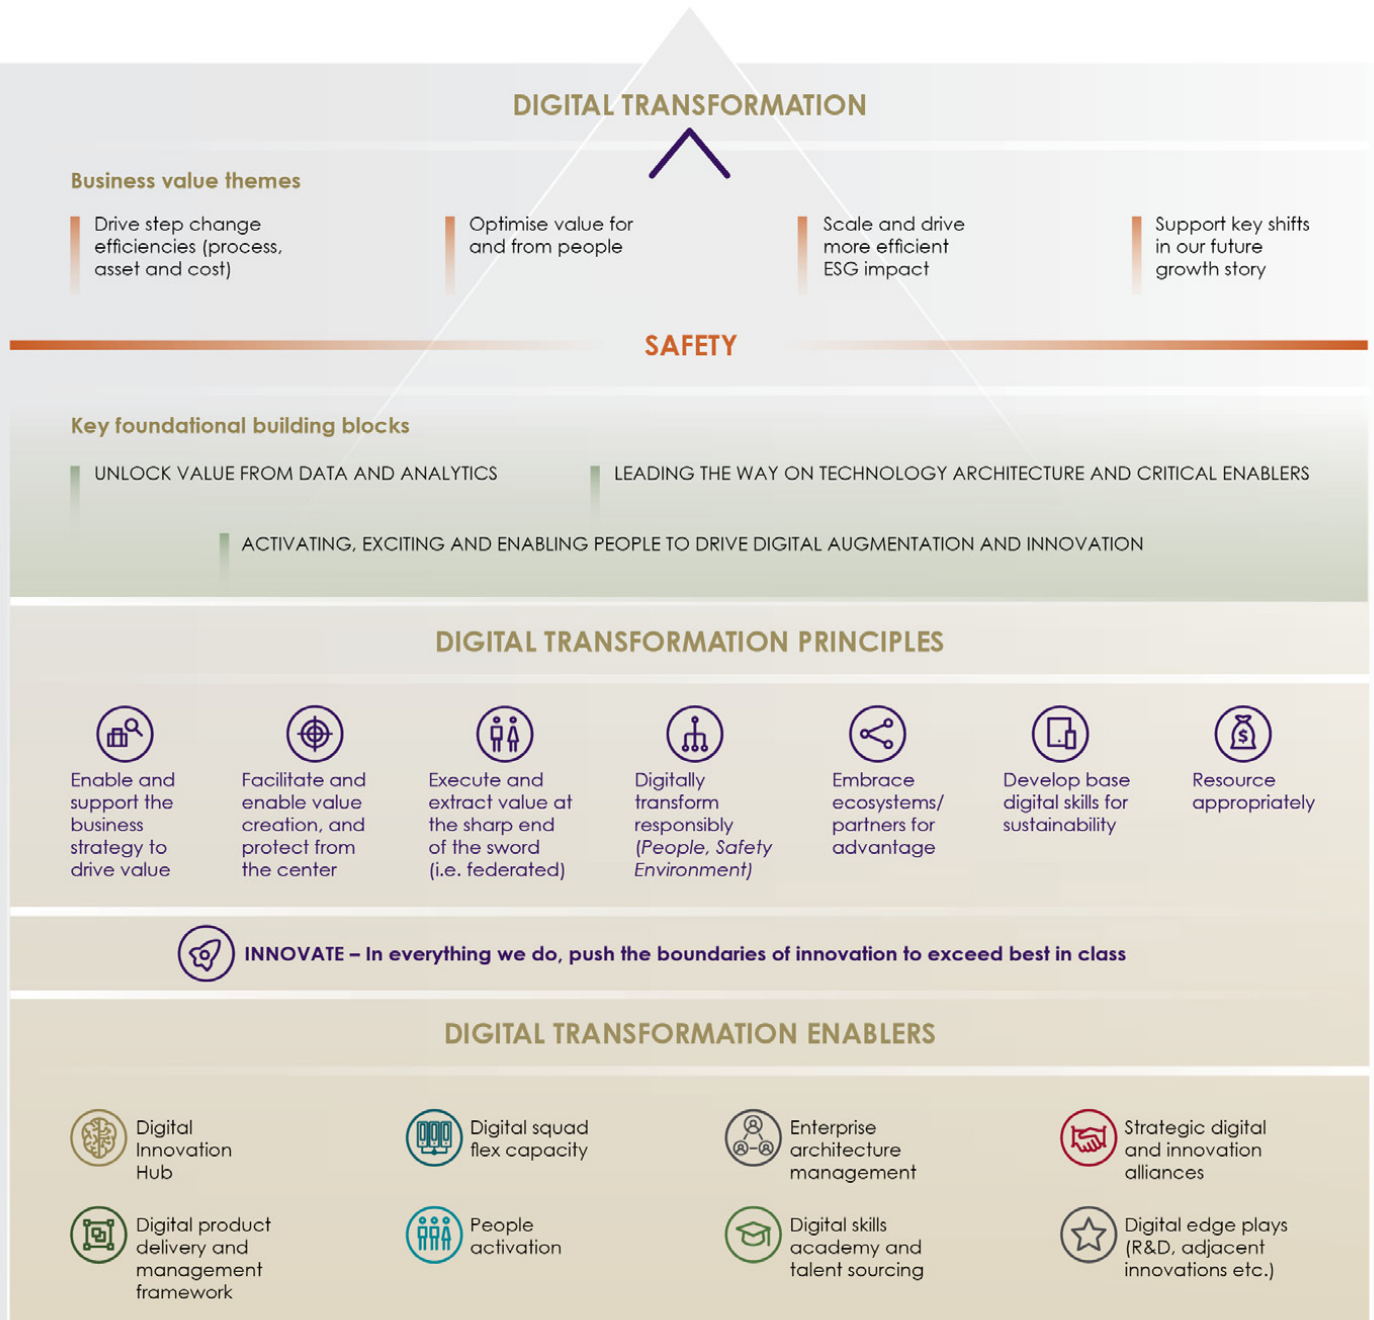 DIGITAL TRANSFORMATION
Business value themes
Drive step change
efficiencies (process,
asset and cost)
Optimise value for
and from people
Scale and drive
more efficient
ESG impact
Support key shifts
in our future
growth story
SAFETY
Key foundational building blocks
UNLOCK VALUE FROM DATA AND ANALYTICS
LEADING THE WAY ON TECHNOLOGY ARCHITECTURE AND CRITICAL ENABLERS
ACTIVATING, EXCITING AND ENABLING PEOPLE TO DRIVE DIGITAL AUGMENTATION AND INNOVATION
DIGITAL TRANSFORMATION PRINCIPLES
Enable and
support the
business
strategy to
drive value
Facilitate and
enable value
creation, and
protect from
the center
Execute and
extract value at
the sharp end
of the sword
(i.e. federated)
Digitally
transform
responsibly
(People, Safety
Environment)
Embrace
ecosystems/
partners for
advantage
Develop base
digital skills for
sustainability
$
Resource
appropriately
INNOVATE – In everything we do, push the boundaries of innovation to exceed best in class
DIGITAL TRANSFORMATION ENABLERS
Digital
Innovation
Hub
Digital squad
flex capacity
Enterprise
architecture
management
Strategic digital
and innovation
alliances
Digital product
delivery and
management
framework
People
activation
Digital skills
academy and
talent sourcing
Digital edge plays
(R&D, adjacent
innovations etc.)